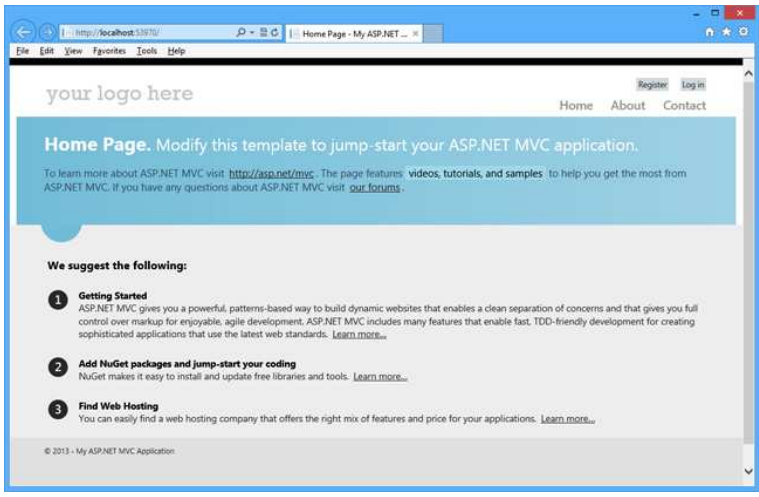 http://localhost:53970/
Home Page - My ASP.NET ...
File Edit View Favorites Tools Help
Register Log in
your logo here
Home About Contact
Home Page. Modify this template to jump-start your ASP.NET MVC application.
To learn more about ASP.NET MVC visit http://asp.net/mvc. The page features videos, tutorials, and samples to help you get the most from
ASP.NET MVC. If you have any questions about ASP.NET MVC visit our forums.
We suggest the following:
1 Getting Started
ASP.NET MVC gives you a powerful, patterns-based way to build dynamic websites that enables a clean separation of concerns and that gives you full
control over markup for enjoyable, agile development. ASP.NET MVC includes many features that enable fast, TDD-friendly development for creating
sophisticated applications that use the latest web standards. Learn more...
2 Add NuGet packages and jump-start your coding
NuGet makes it easy to install and update free libraries and tools. Learn more...
3 Find Web Hosting
You can easily find a web hosting company that offers the right mix of features and price for your applications. Learn more...
© 2013 - My ASP.NET MVC Application